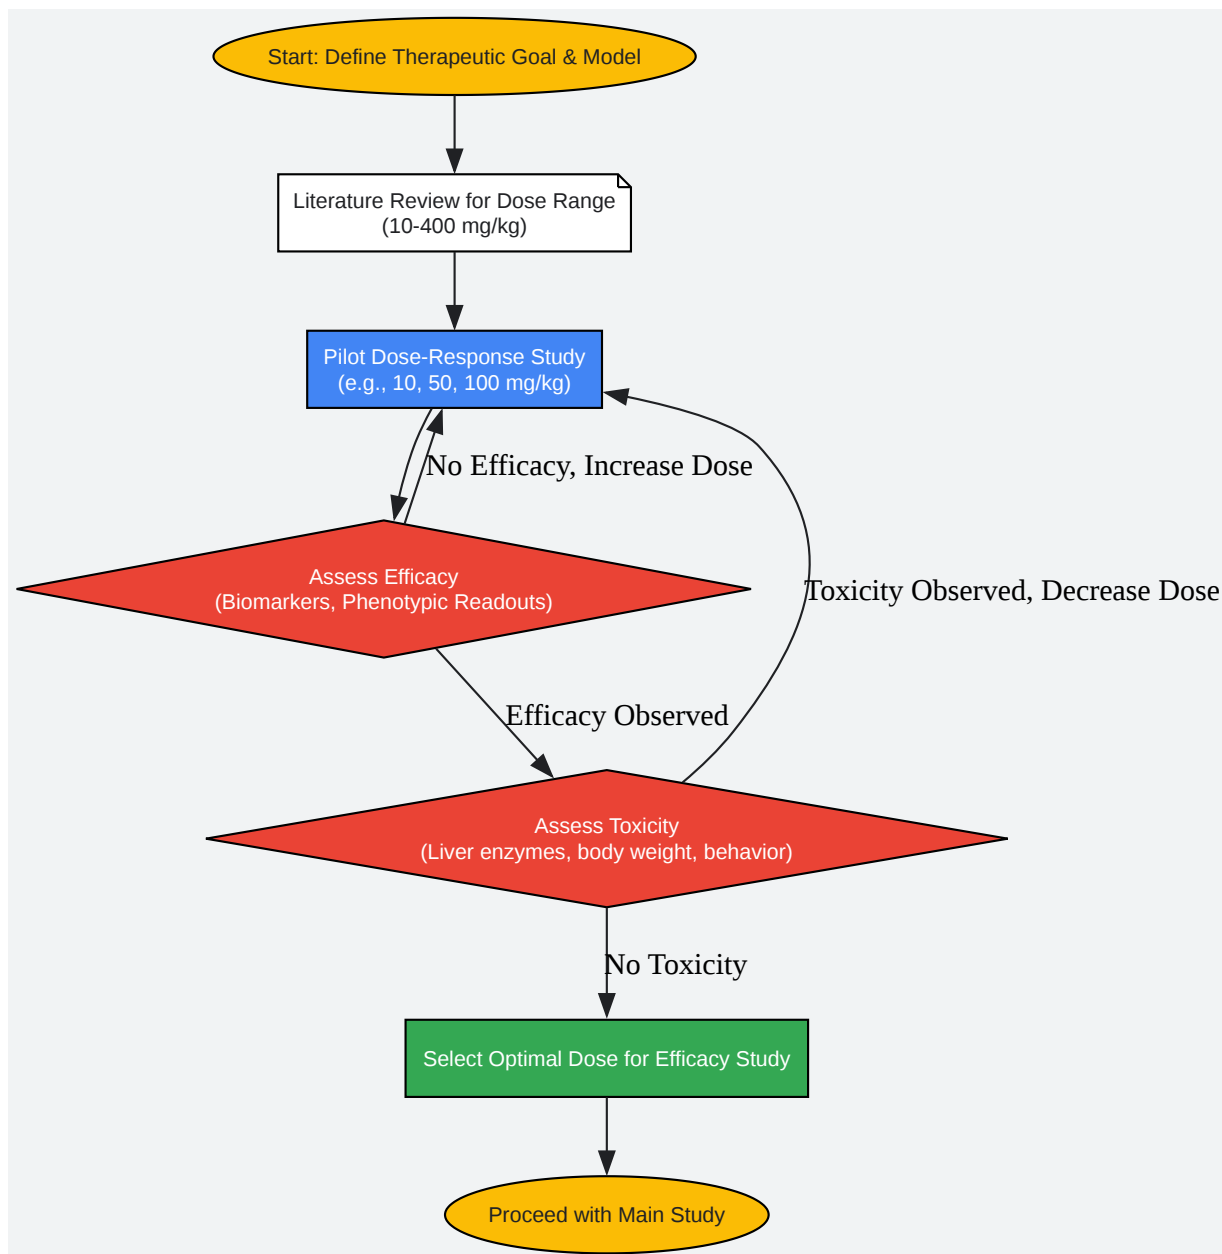 Start: Define Therapeutic Goal & Model
Literature Review for Dose Range
(10-400 mg/kg)
Pilot Dose-Response Study
(e.g., 10, 50, 100 mg/kg)
No Efficacy, Increase Dose
Assess Efficacy
(Biomarkers, Phenotypic Readouts)
Toxicity Observed, Decrease Dose
Efficacy Observed
Assess Toxicity
(Liver enzymes, body weight, behavior)
No Toxicity
Select Optimal Dose for Efficacy Study
Proceed with Main Study